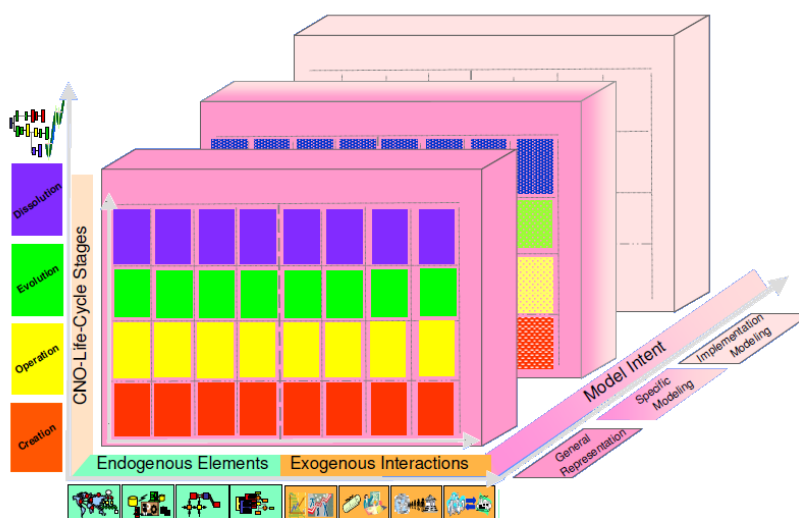 Dissolution
Evolution
Operation
Creation
CNO-Life-Cycle Stages
Endogenous Elements
Exogenous Interactions
Model Intent
General
Representation
Specific
Modeling
Implementation
Modeling